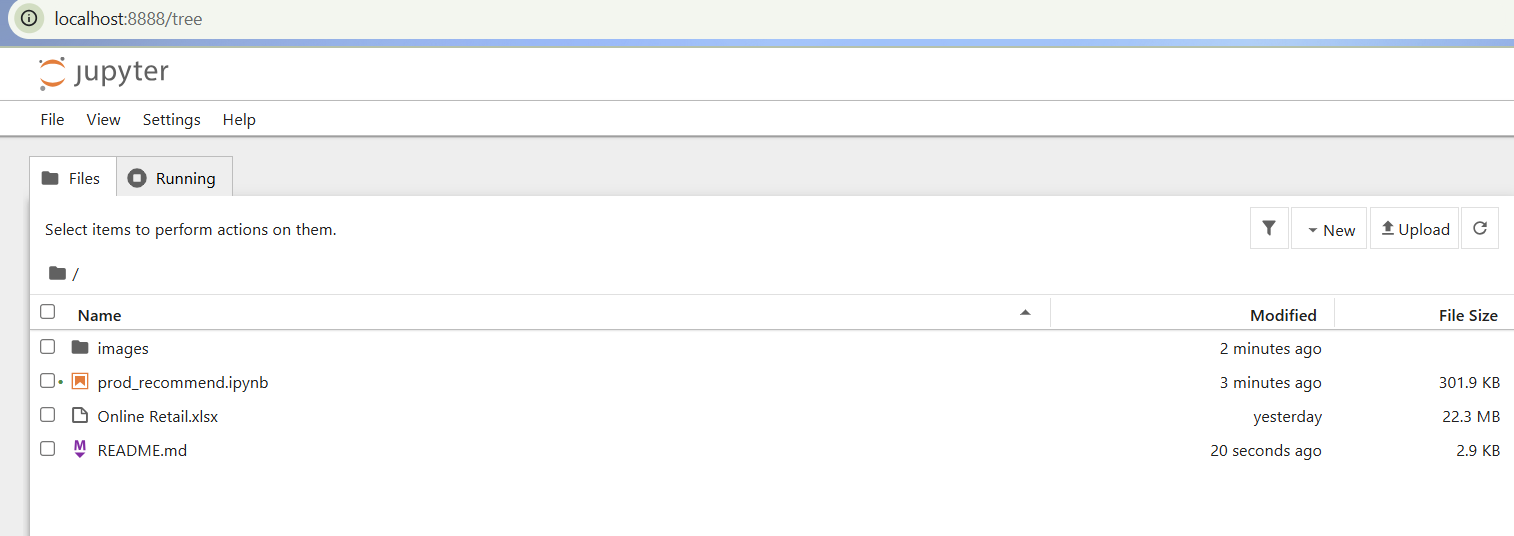 localhost:8888/tree
jupyter
File View Settings Help
Files Running
Select items to perform actions on them.
New Upload
/
Name Modified File Size
images 2 minutes ago
prod_recommend.ipynb 3 minutes ago 301.9 KB
Online Retail.xlsx yesterday 22.3 MB
M README.md 20 seconds ago 2.9 KB